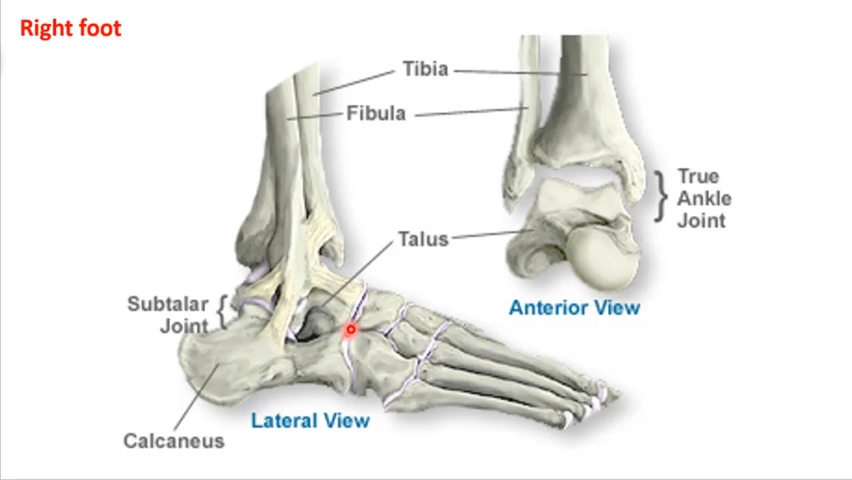 Right foot
Tibia
Fibula
True
Ankle
Joint
Talus
Subtalar
Joint
Anterior View
Lateral View
Calcaneus